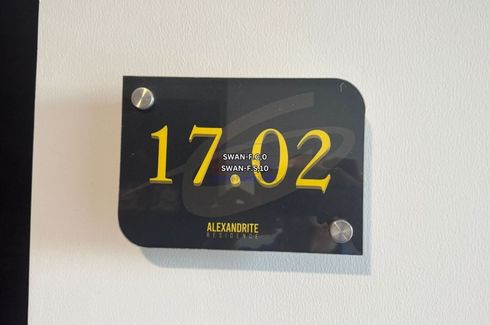 17.02
SWAN-F.C.0
SWAN-F.S.10
ALEXANDRITE
RESIDENCE